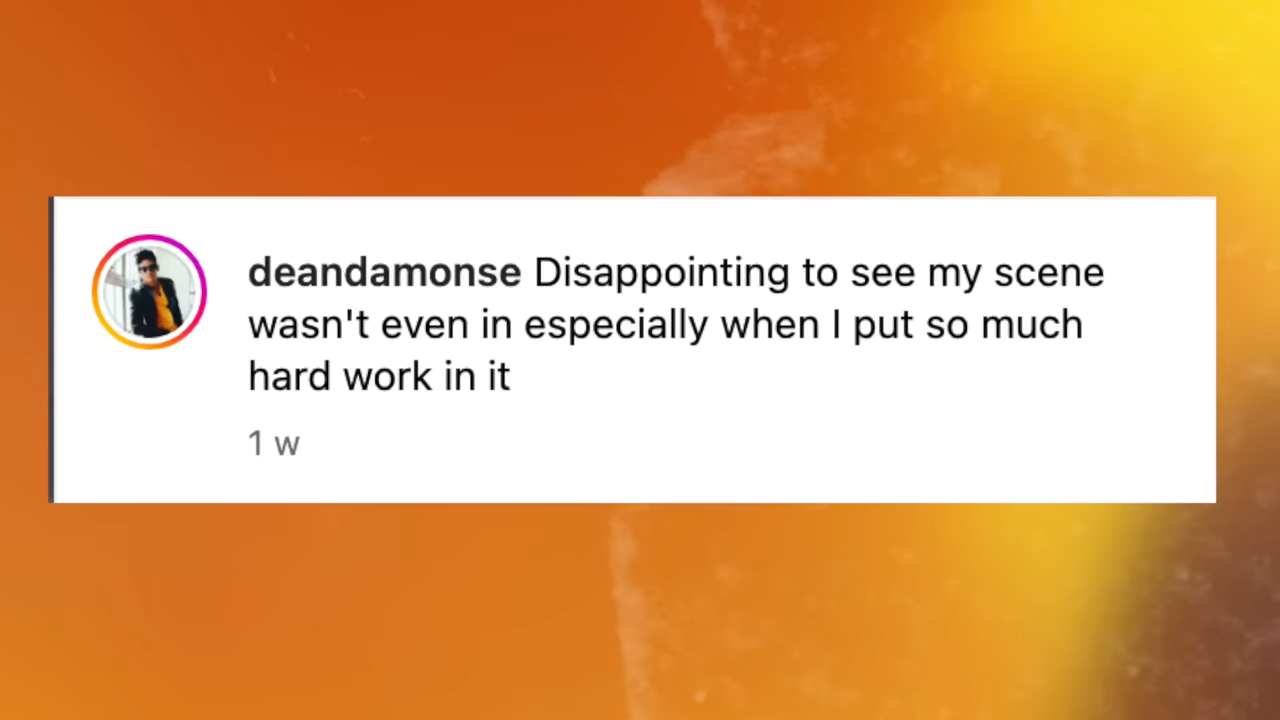 deandamonse Disappointing to see my scene
wasn't even in especially when I put so much
hard work in it
1 w